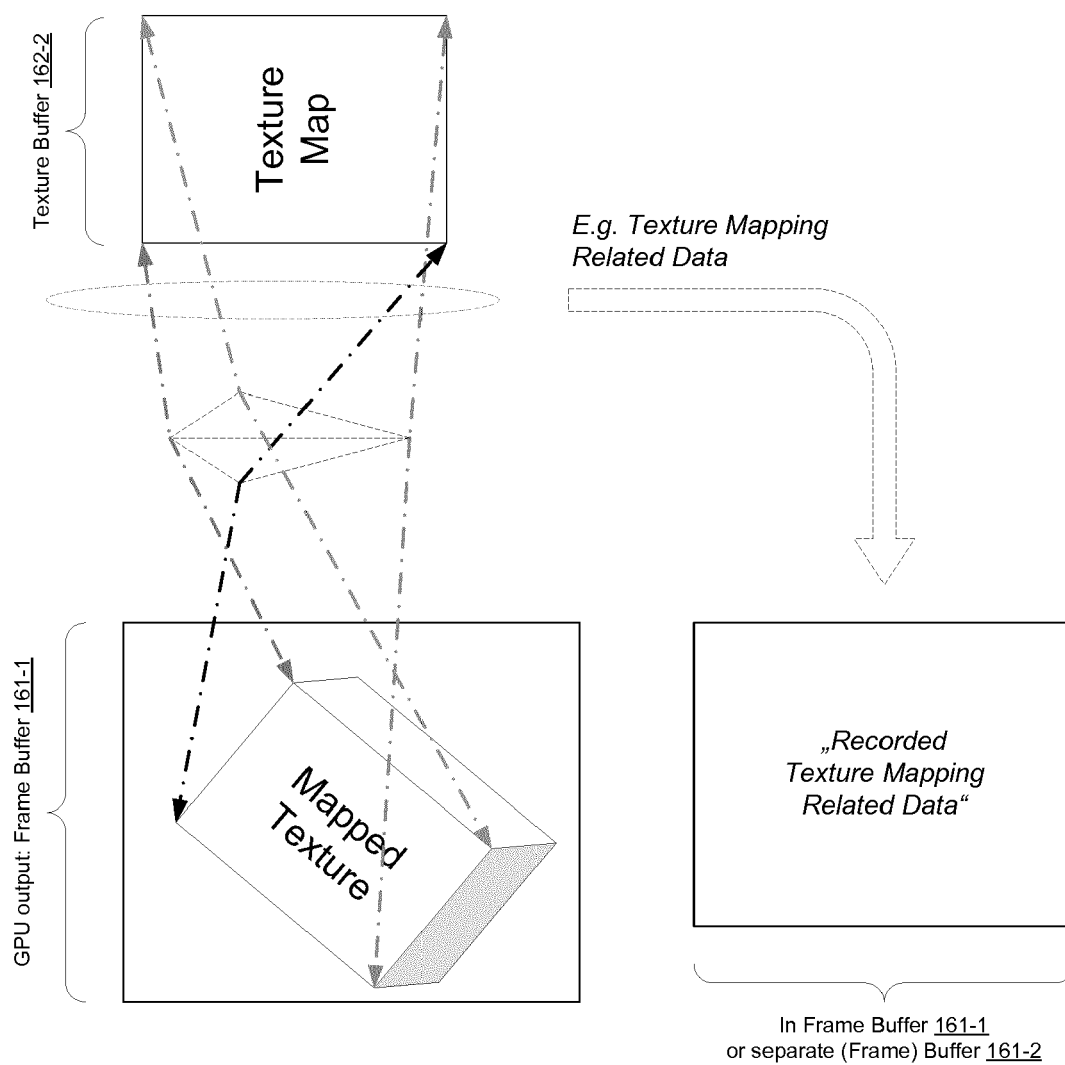 Texture Buffer 162-2
Texture
Map
E.g. Texture Mapping
Related Data
GPU output: Frame Buffer 161-1
Mapped
Texture
„Recorded
Texture Mapping
Related Data“
In Frame Buffer 161-1
or separate (Frame) Buffer 161-2